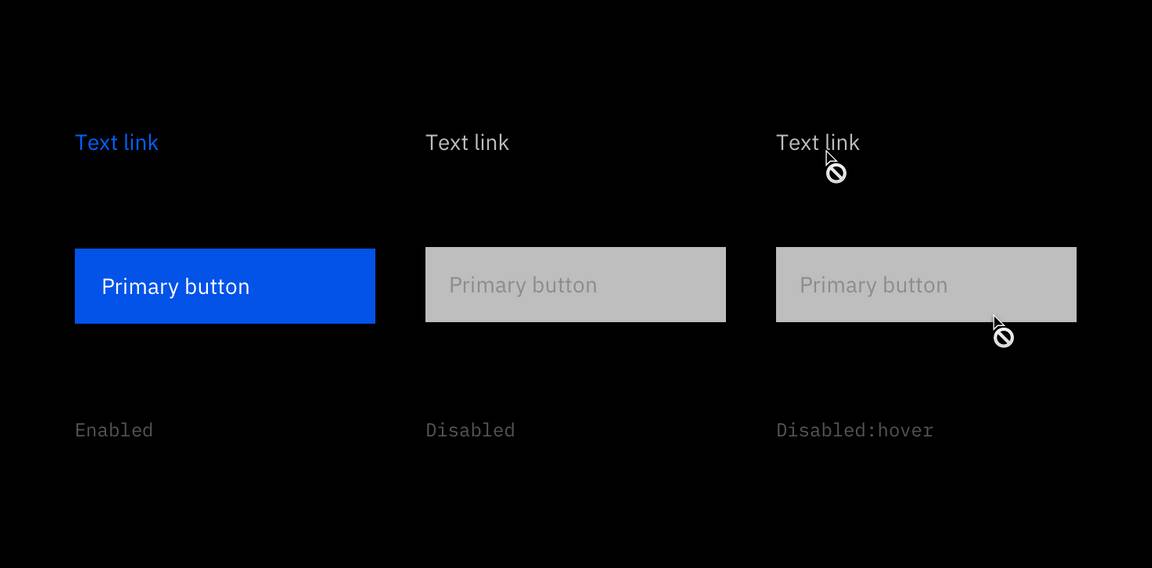 Text link
Text link
Text link
Primary button
Primary button
Primary button
Enabled
Disabled
Disabled:hover